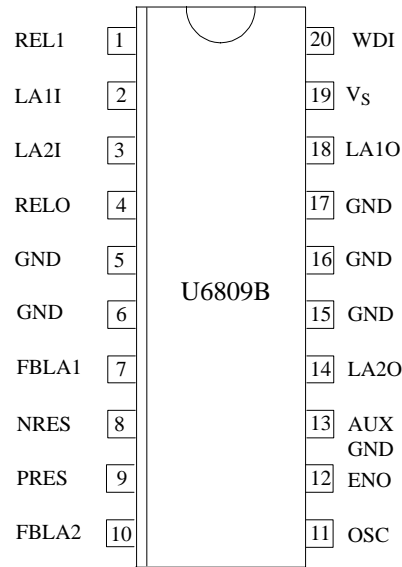 REL1 1 20 WDI
LA1I 2 19 VS
LA2I 3 18 LA1O
RELO 4 17 GND
GND 5 16 GND
U6809B
GND 6 15 GND
FBLA1 7 14 LA2O
NRES 8 13 AUX
GND
PRES 9 12 ENO
FBLA2 10 11 OSC